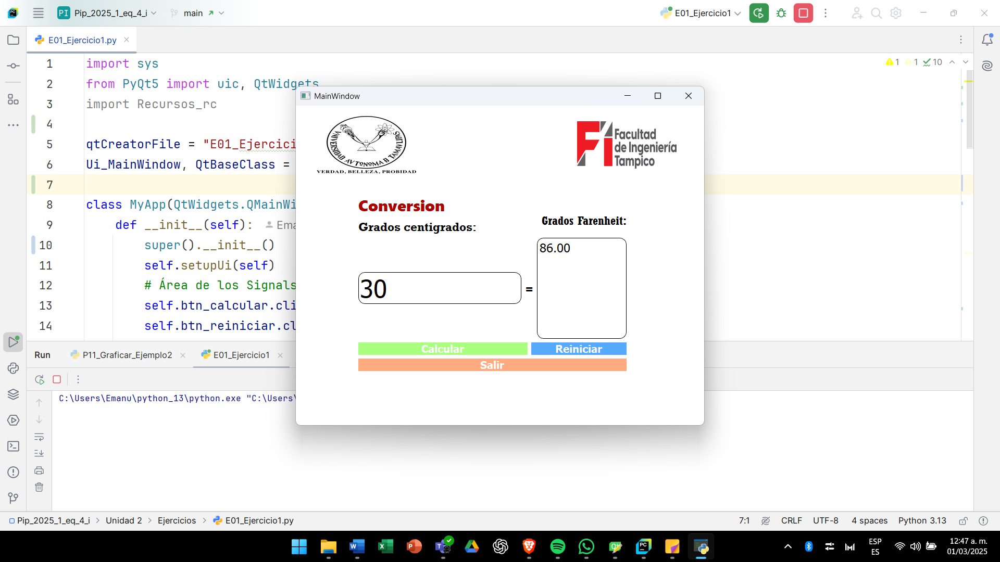 PI Pip_2025_1_eq_4_i main E01_Ejercicio1
E01_Ejercicio1.py
1 import sys
2 from PyQt5 import uic, QtWidgets
3 import Recursos_rc
4
5 qtCreatorFile = "E01_Ejercici
6 Ui_MainWindow, QtBaseClass =
7
8 class MyApp(QtWidgets.QMainWi
9 def __init__(self): Ema
10 super().__init__()
11 self.setupUi(self)
12 # Área de los Signals
13 self.btn_calcular.cli
14 self.btn_reiniciar.cl
1 1 10
MainWindow
VNIVERSIDAD AVTONOMA D TAMAVLIPAS
VERDAD, BELLEZA, PROBIDAD
Facultad
de Ingeniería
Tampico
Conversion
Grados centigrados:
Grados Farenheit:
86.00
30
=
Calcular
Reiniciar
Salir
Run P11_Graficar_Ejemplo2 E01_Ejercicio1
C:\Users\Emanu\python_13\python.exe "C:\Users\
Pip_2025_1_eq_4_i > Unidad 2 > Ejercicios > E01_Ejercicio1.py
7:1 CRLF UTF-8 4 spaces Python 3.13
ESP
ES
12:47 a. m.
01/03/2025